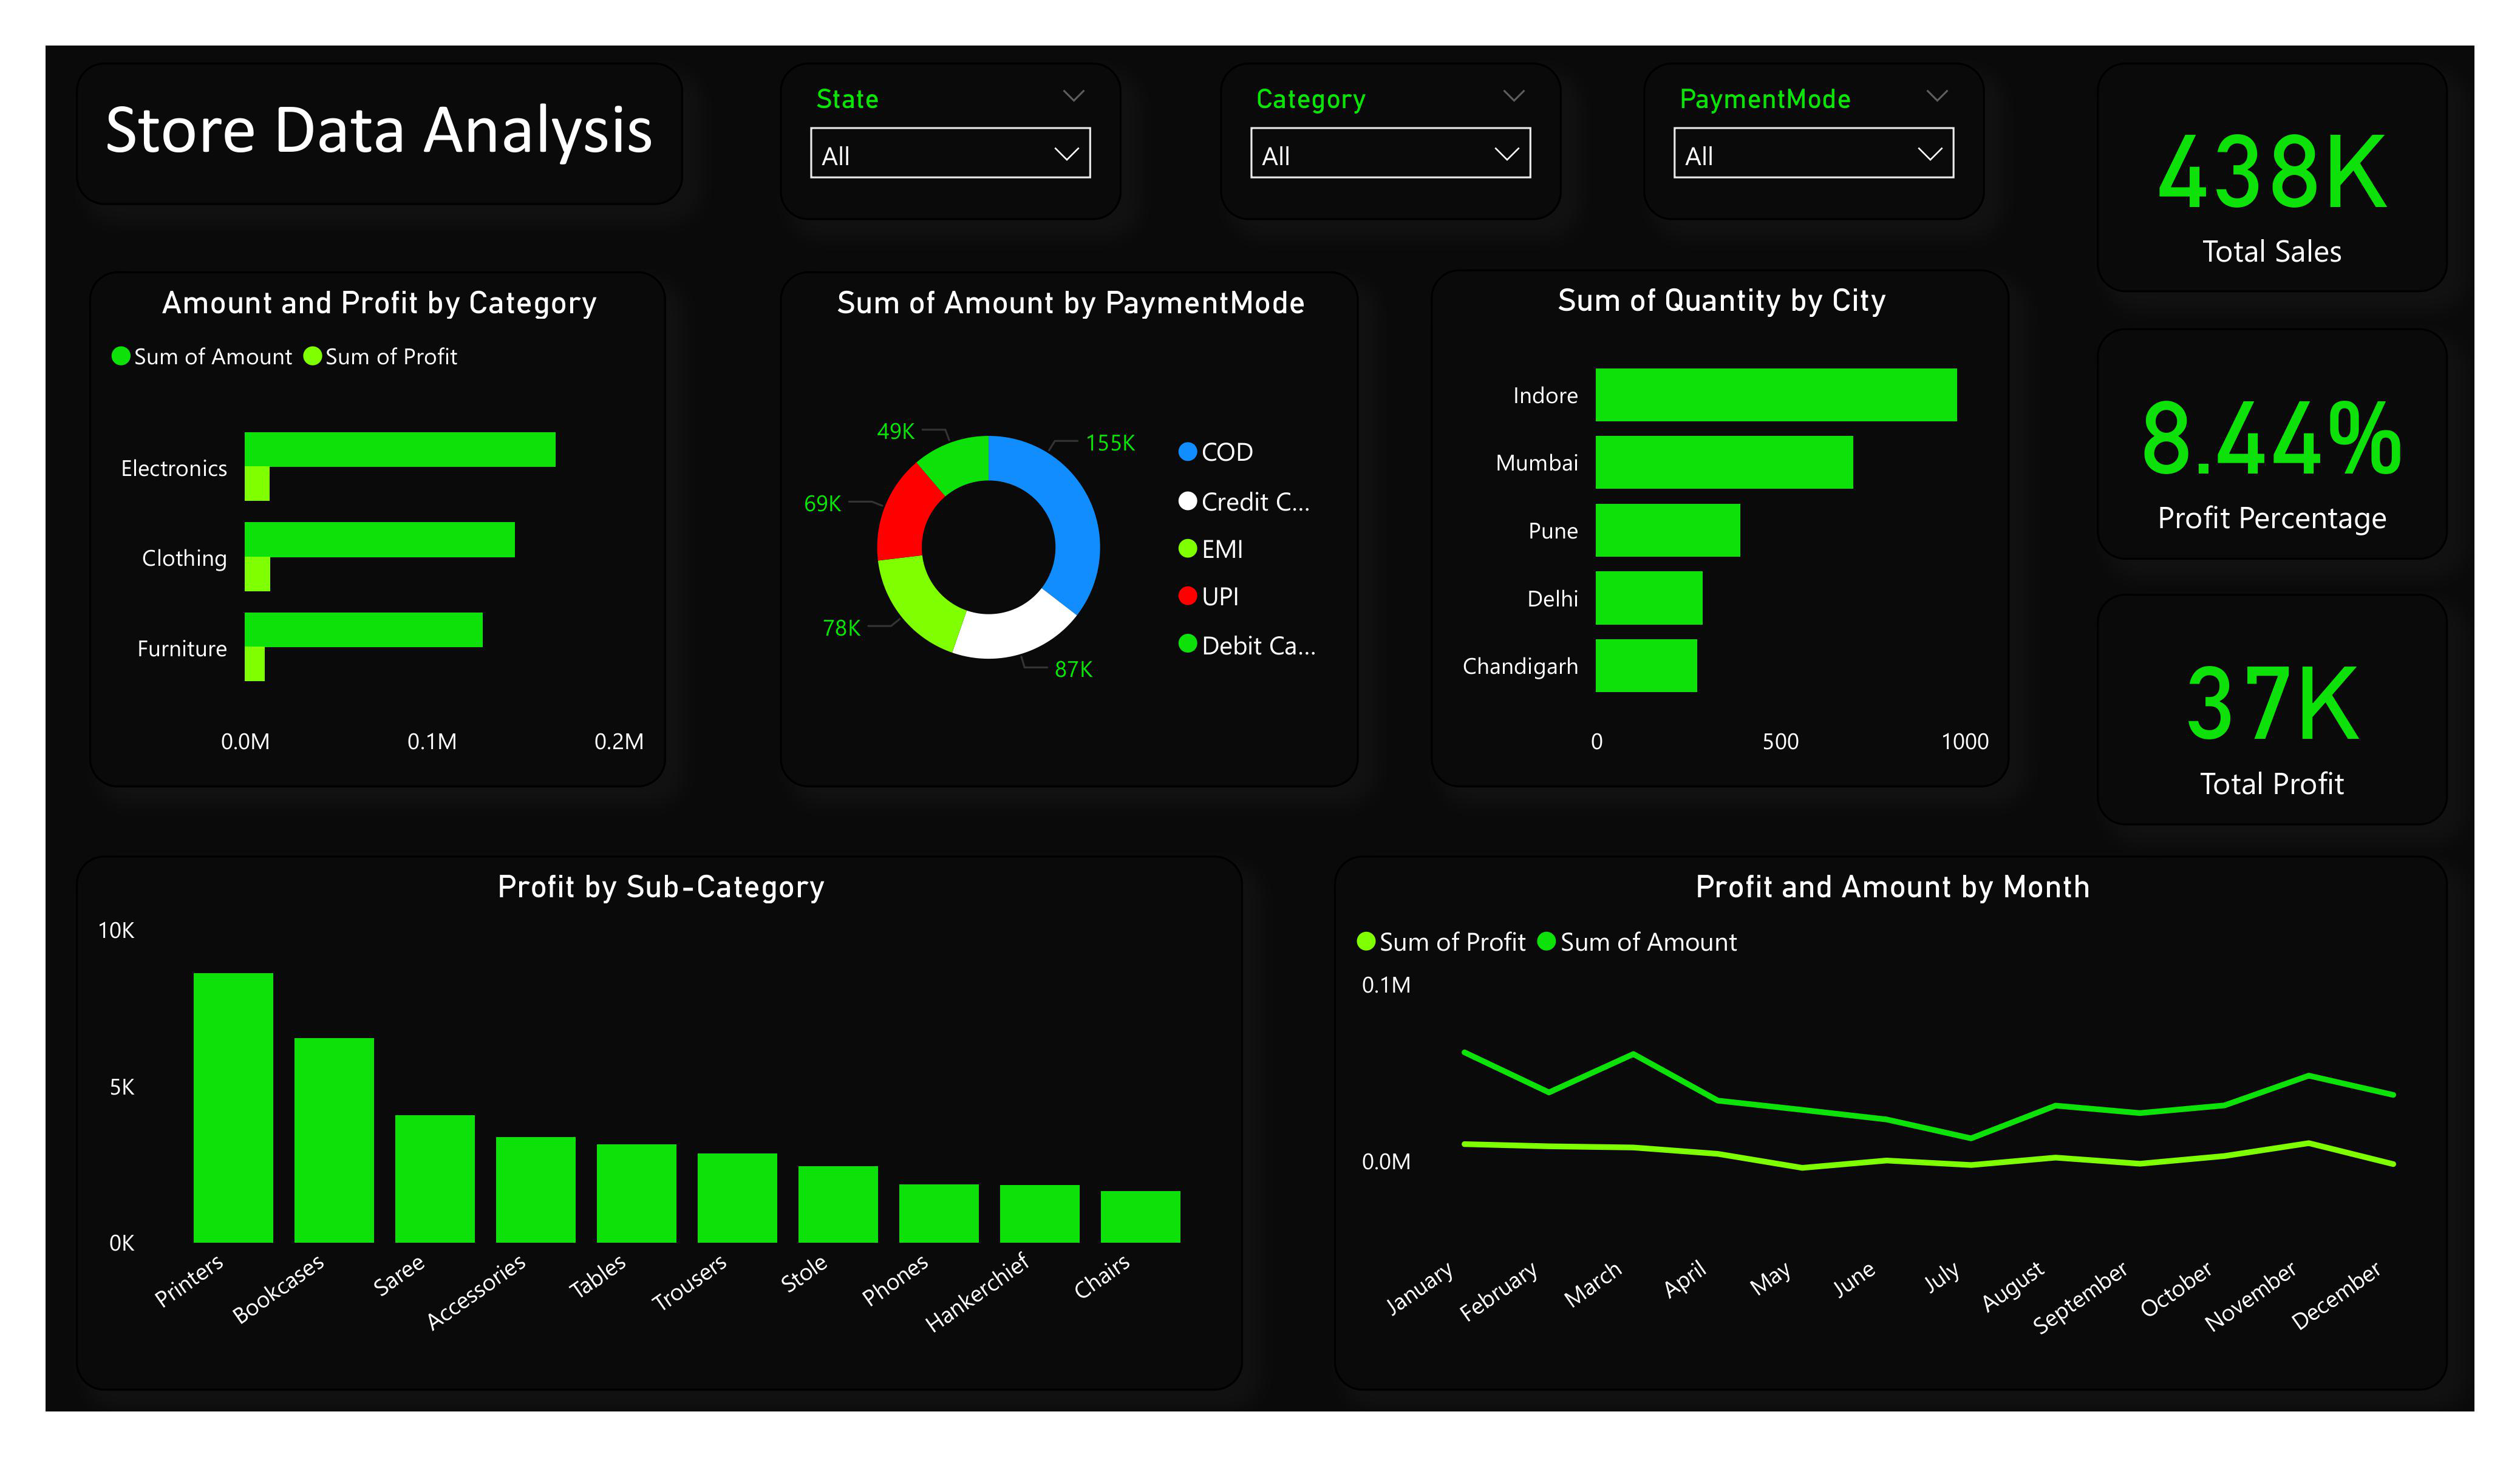 Store Data Analysis
State
All
Category
All
PaymentMode
All
438K
Total Sales
Amount and Profit by Category
Sum of Amount Sum of Profit
Electronics
Clothing
Furniture
0.0M 0.1M 0.2M
Sum of Amount by PaymentMode
49K
155K
69K
78K
87K
COD
Credit C...
EMI
UPI
Debit Ca...
Sum of Quantity by City
Indore
Mumbai
Pune
Delhi
Chandigarh
0 500 1000
8.44%
Profit Percentage
37K
Total Profit
Profit by Sub-Category
10K
5K
0K
Printers
Bookcases
Saree
Accessories
Tables
Trousers
Stole
Phones
Hankerchief
Chairs
Profit and Amount by Month
Sum of Profit Sum of Amount
0.1M
0.0M
January
February
March
April
May
June
July
August
September
October
November
December